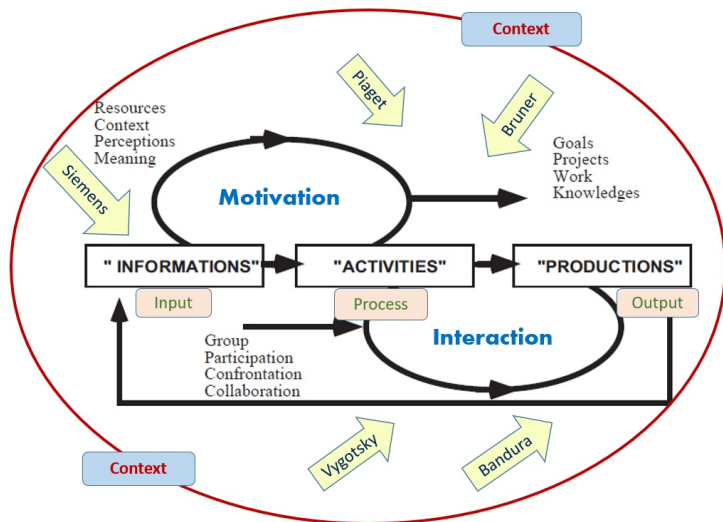 Context
Piaget
Bruner
Resources
Context
Perceptions
Meaning
Siemens
Motivation
Goals
Projects
Work
Knowledges
" INFORMATIONS"
"ACTIVITIES"
"PRODUCTIONS"
Input
Process
Output
Group
Participation
Confrontation
Collaboration
Interaction
Vygotsky
Bandura
Context